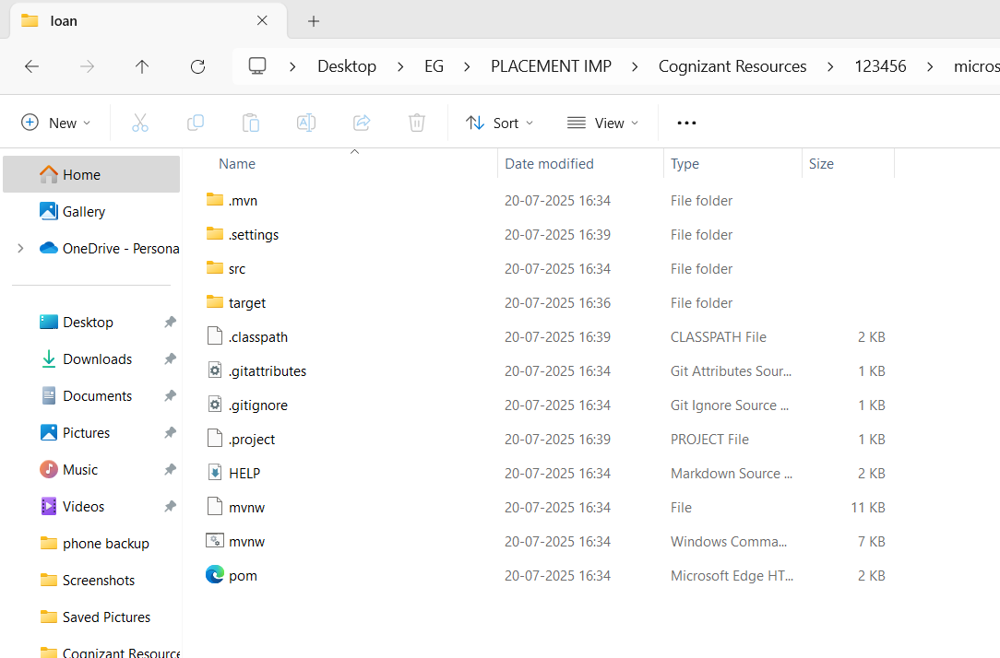 loan
Desktop EG PLACEMENT IMP Cognizant Resources 123456 micros
New Sort View
Name Date modified Type Size
Home
Gallery
OneDrive - Persona
Desktop
Downloads
Documents
Pictures
Music
Videos
phone backup
Screenshots
Saved Pictures
Cognizant Resource
.mvn 20-07-2025 16:34 File folder
.settings 20-07-2025 16:39 File folder
src 20-07-2025 16:34 File folder
target 20-07-2025 16:36 File folder
.classpath 20-07-2025 16:39 CLASSPATH File 2 KB
.gitattributes 20-07-2025 16:34 Git Attributes Sour... 1 KB
.gitignore 20-07-2025 16:34 Git Ignore Source ... 1 KB
.project 20-07-2025 16:39 PROJECT File 1 KB
HELP 20-07-2025 16:34 Markdown Source ... 2 KB
mvnw 20-07-2025 16:34 File 11 KB
mvnw 20-07-2025 16:34 Windows Comma... 7 KB
pom 20-07-2025 16:34 Microsoft Edge HT... 2 KB